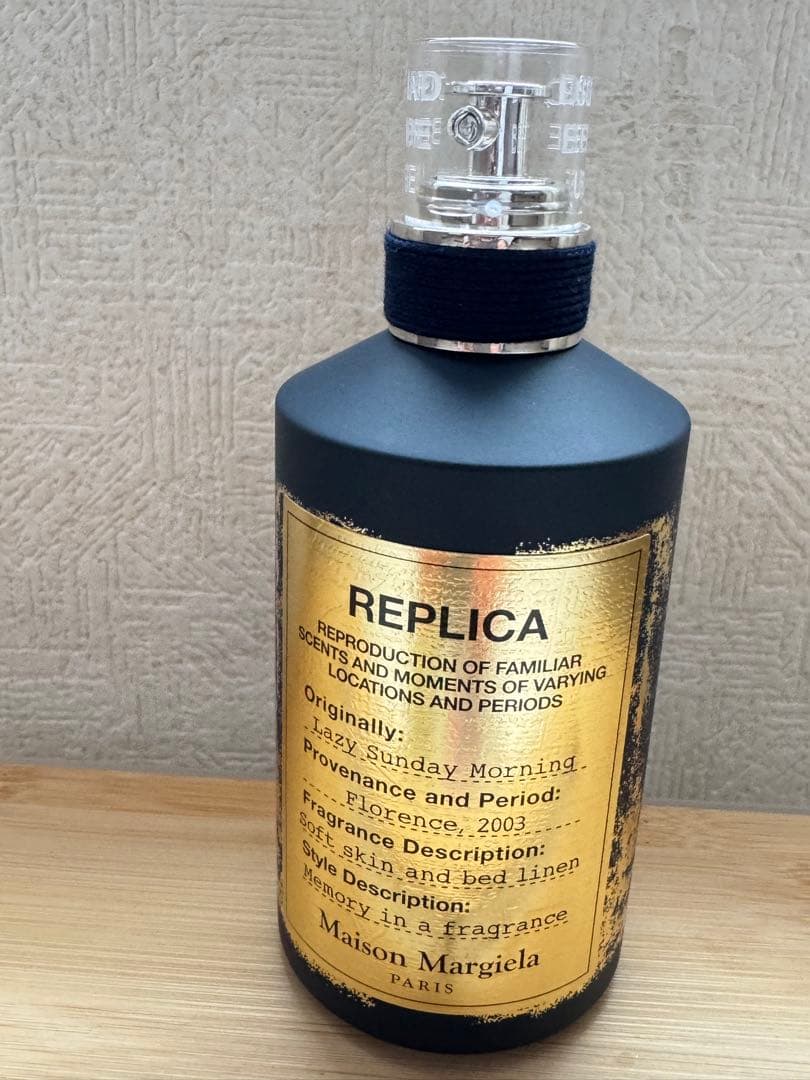 REPLICA
REPRODUCTION OF FAMILIAR
SCENTS AND MOMENTS OF VARYING
LOCATIONS AND PERIODS
Originally:
Lazy Sunday Morning
Provenance and Period:
Florence, 2003
Fragrance Description:
Soft skin and bed linen
Style Description:
Memory in a fragrance
Maison Margiela
PARIS